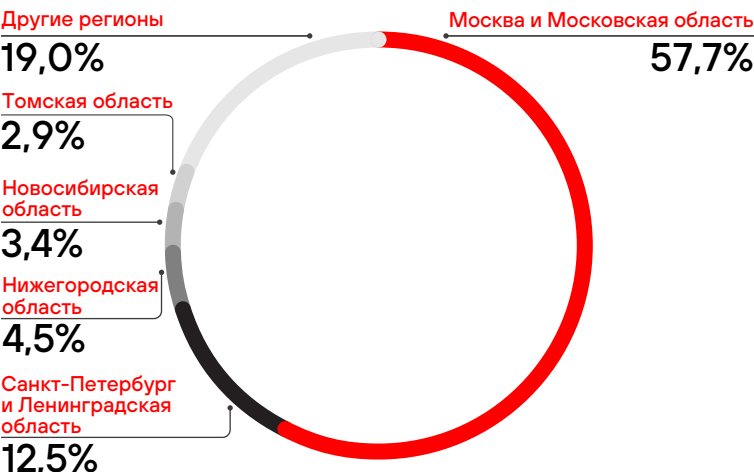 Другие регионы
19,0%
Москва и Московская область
57,7%
Томская область
2,9%
Новосибирская
область
3,4%
Нижегородская
область
4,5%
Санкт-Петербург
и Ленинградская
область
12,5%